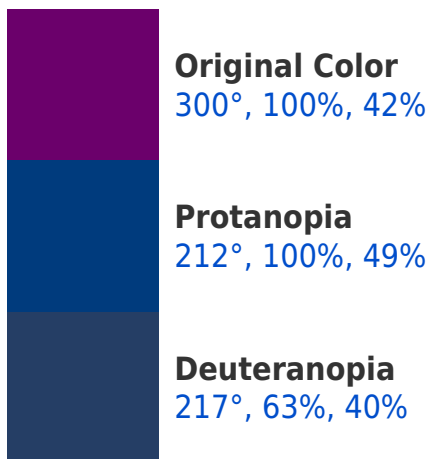 Original Color
300°, 100%, 42%
Protanopia
212°, 100%, 49%
Deuteranopia
217°, 63%, 40%